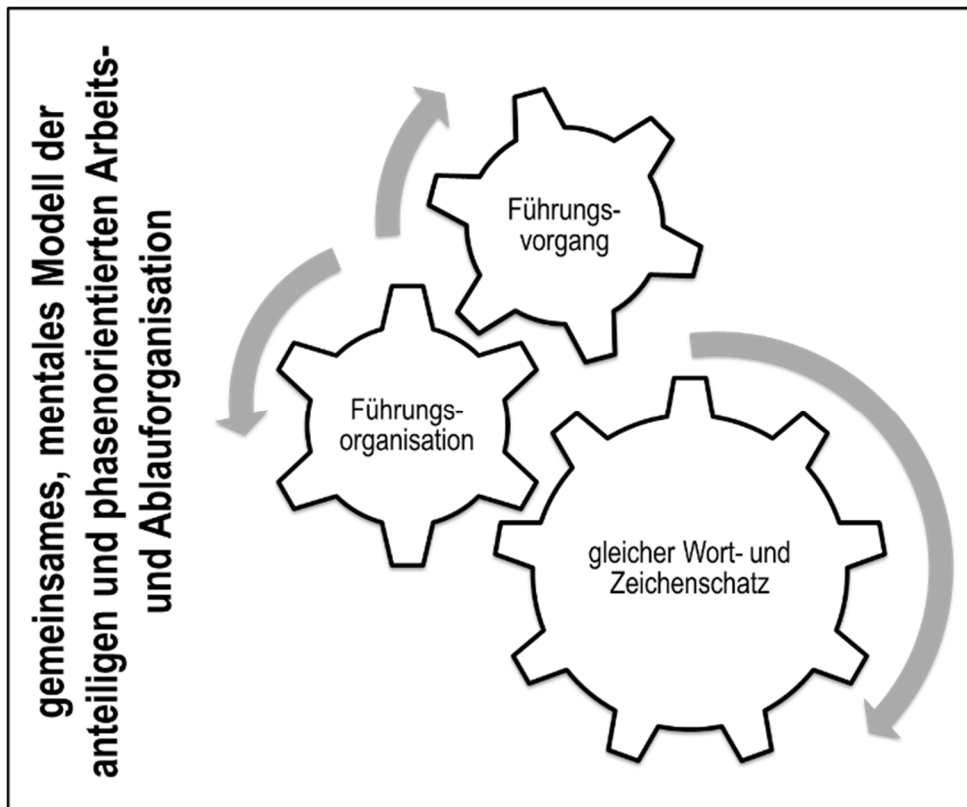 gemeinsames, mentales Modell der
anteiligen und phasenorientierten Arbeits-
und Ablauforganisation
Führungs-
vorgang
Führungs-
organisation
gleicher Wort- und
Zeichenschatz